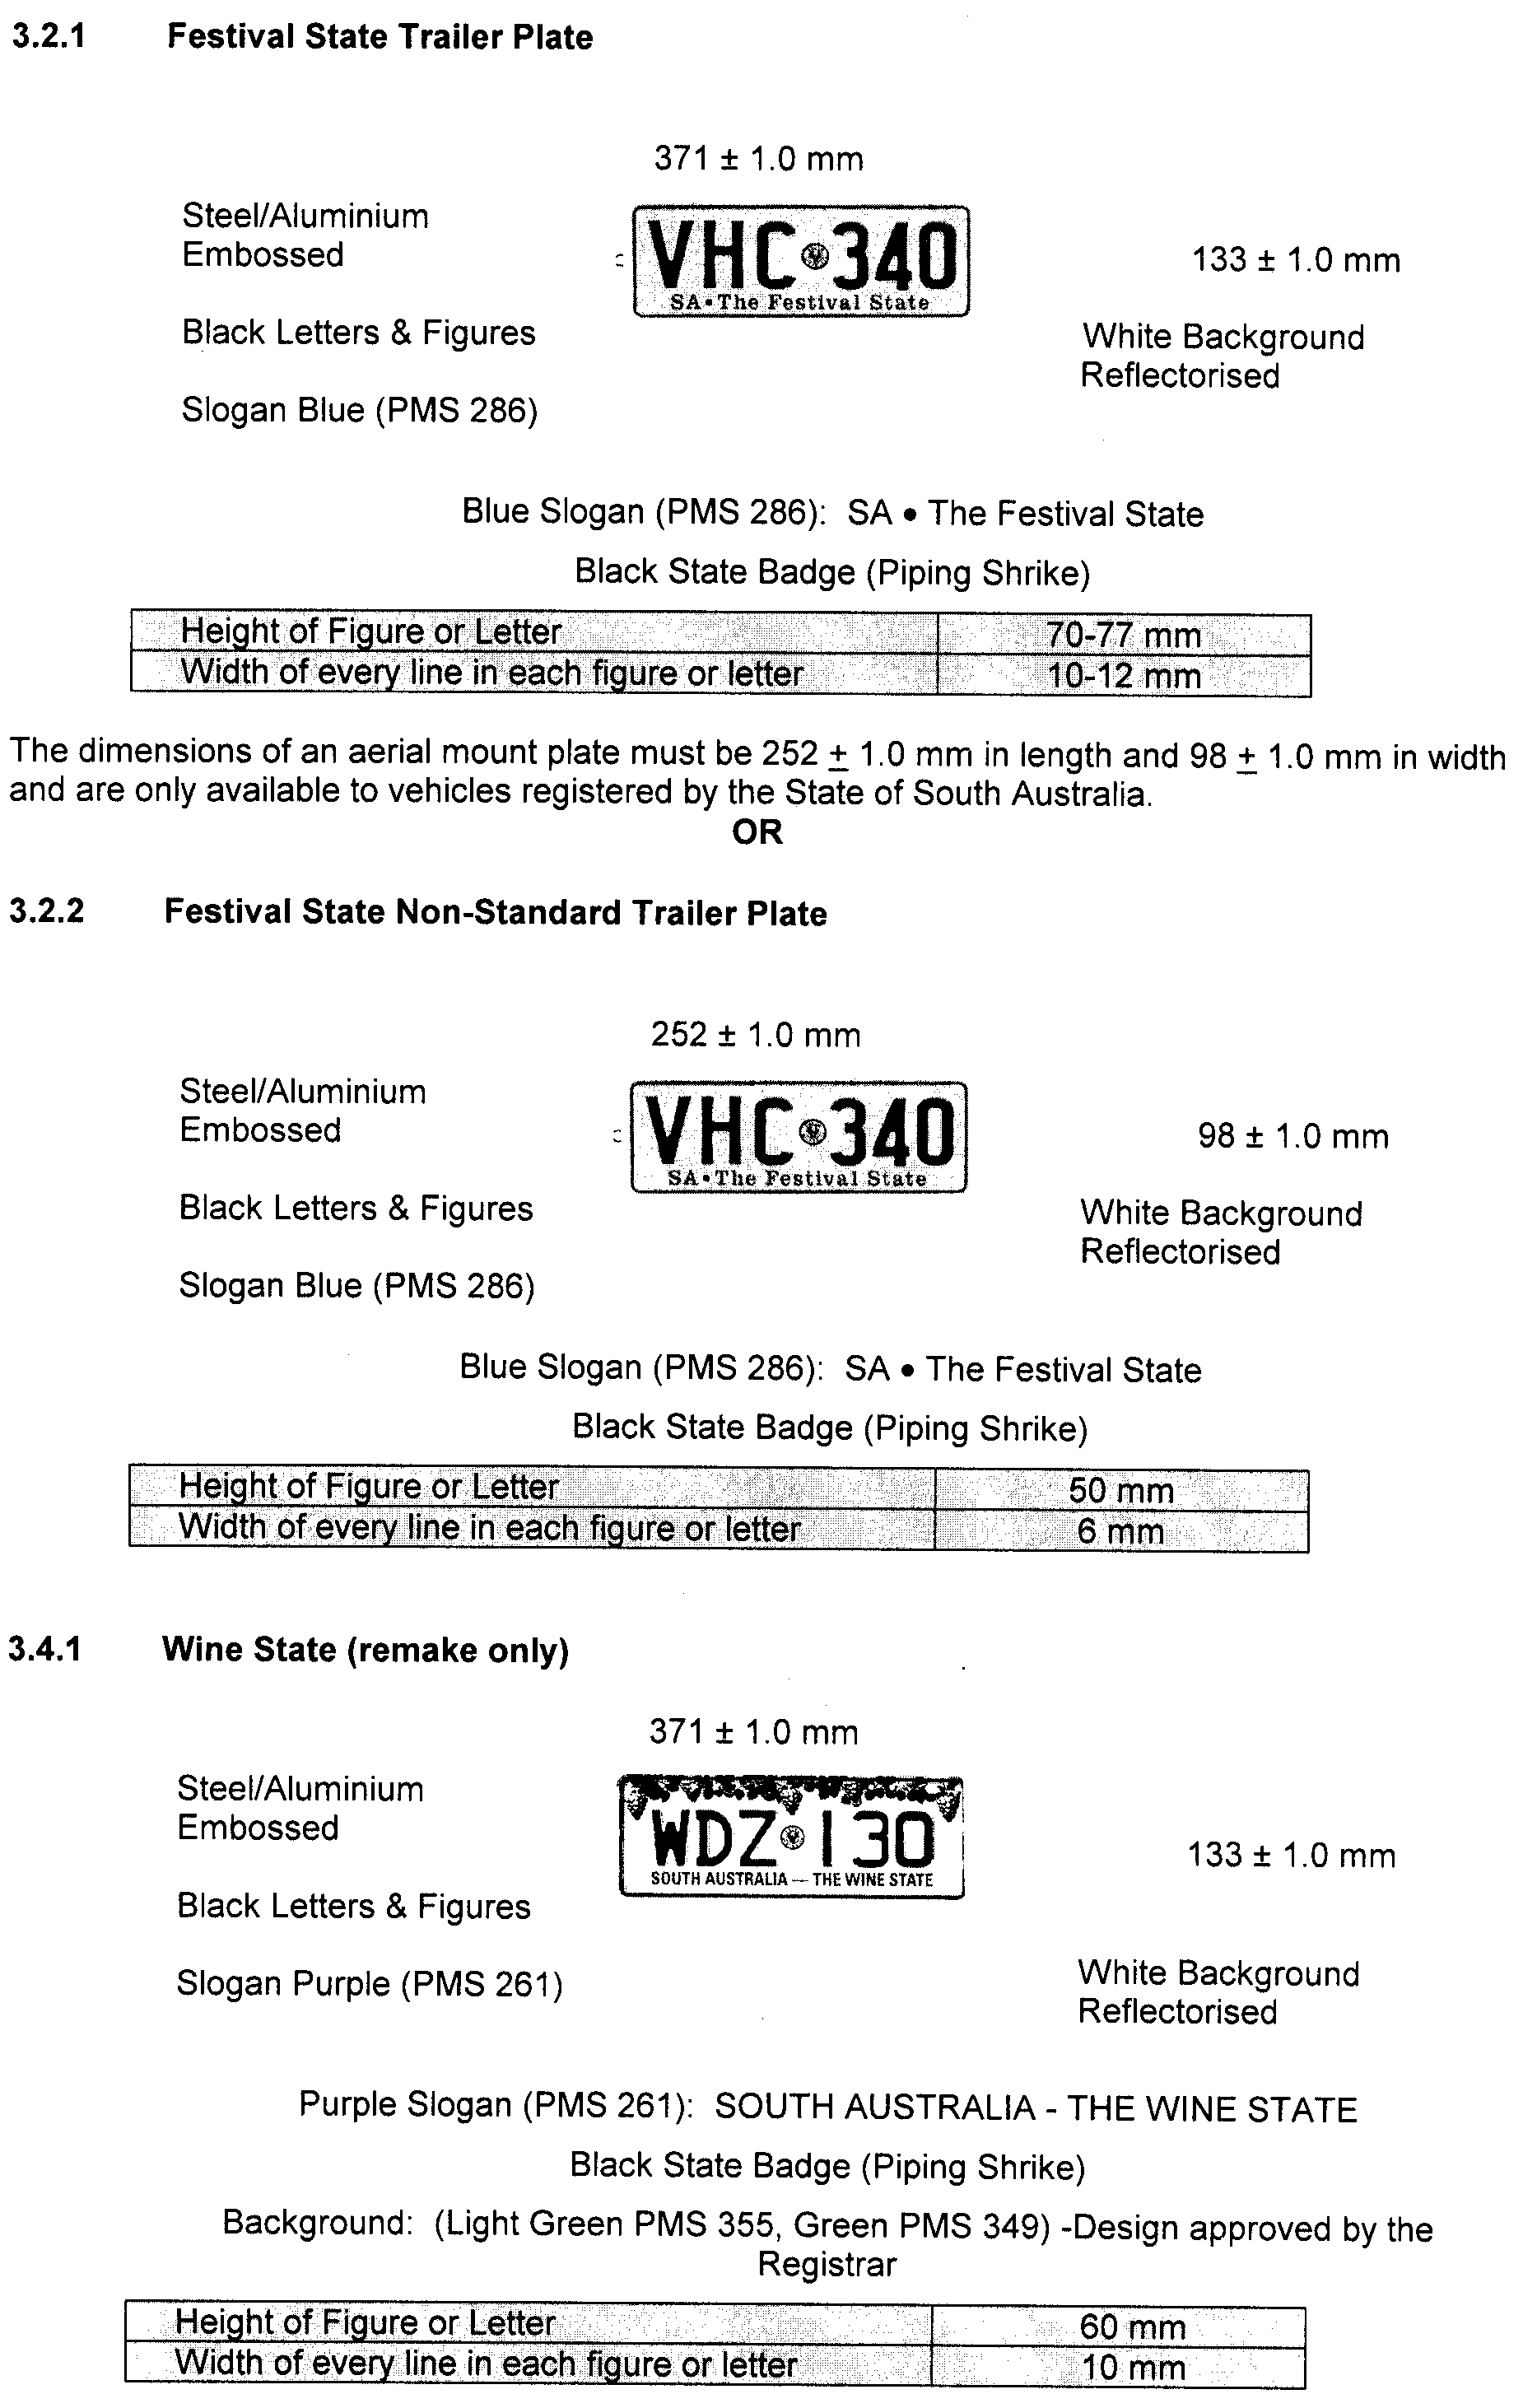 3.2.1 Festival State Trailer Plate
371 ± 1.0 mm
Steel/Aluminium
Embossed
VHC 340
SA•The Festival State
133 ± 1.0 mm
Black Letters & Figures
White Background
Reflectorised
Slogan Blue (PMS 286)
Blue Slogan (PMS 286): SA • The Festival State
Black State Badge (Piping Shrike)
Height of Figure or Letter 70-77 mm
Width of every line in each figure or letter 10-12 mm
The dimensions of an aerial mount plate must be 252 ± 1.0 mm in length and 98 ± 1.0 mm in width
and are only available to vehicles registered by the State of South Australia.
OR
3.2.2 Festival State Non-Standard Trailer Plate
252 ± 1.0 mm
Steel/Aluminium
Embossed
VHC 340
SA•The Festival State
98 ± 1.0 mm
Black Letters & Figures
White Background
Reflectorised
Slogan Blue (PMS 286)
Blue Slogan (PMS 286): SA • The Festival State
Black State Badge (Piping Shrike)
Height of Figure or Letter 50 mm
Width of every line in each figure or letter 6 mm
3.4.1 Wine State (remake only)
371 ± 1.0 mm
Steel/Aluminium
Embossed
WDZ 130
SOUTH AUSTRALIA — THE WINE STATE
133 ± 1.0 mm
Black Letters & Figures
Slogan Purple (PMS 261)
White Background
Reflectorised
Purple Slogan (PMS 261): SOUTH AUSTRALIA - THE WINE STATE
Black State Badge (Piping Shrike)
Background: (Light Green PMS 355, Green PMS 349) -Design approved by the
Registrar
Height of Figure or Letter 60 mm
Width of every line in each figure or letter 10 mm